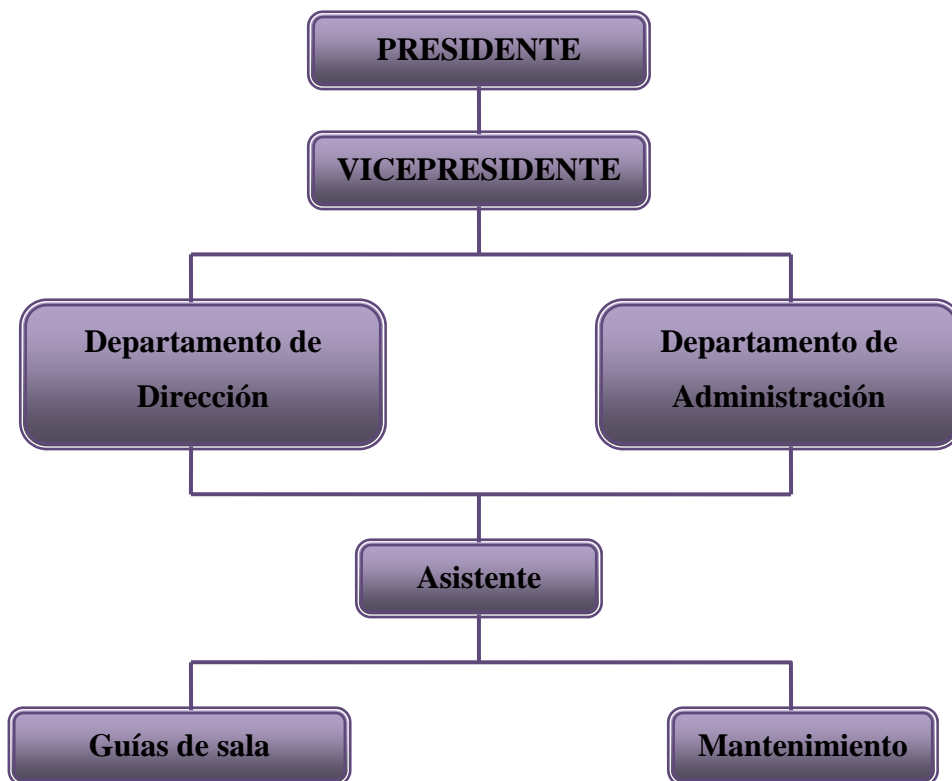 PRESIDENTE
VICEPRESIDENTE
Departamento de
Dirección
Departamento de
Administración
Asistente
Guías de sala
Mantenimiento